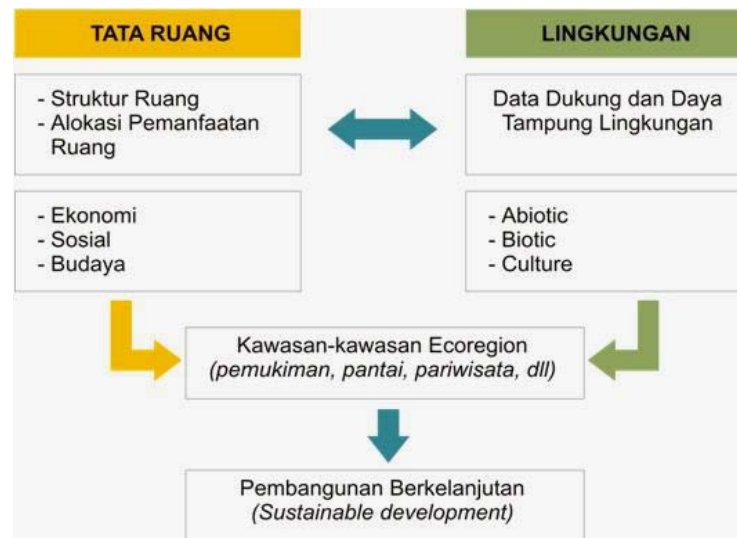 TATA RUANG
LINGKUNGAN
- Struktur Ruang
- Alokasi Pemanfaatan
Ruang
Data Dukung dan Daya
Tampung Lingkungan
- Ekonomi
- Sosial
- Budaya
- Abiotic
- Biotic
- Culture
Kawasan-kawasan Ecoregion
(pemukiman, pantai, pariwisata, dll)
Pembangunan Berkelanjutan
(Sustainable development)